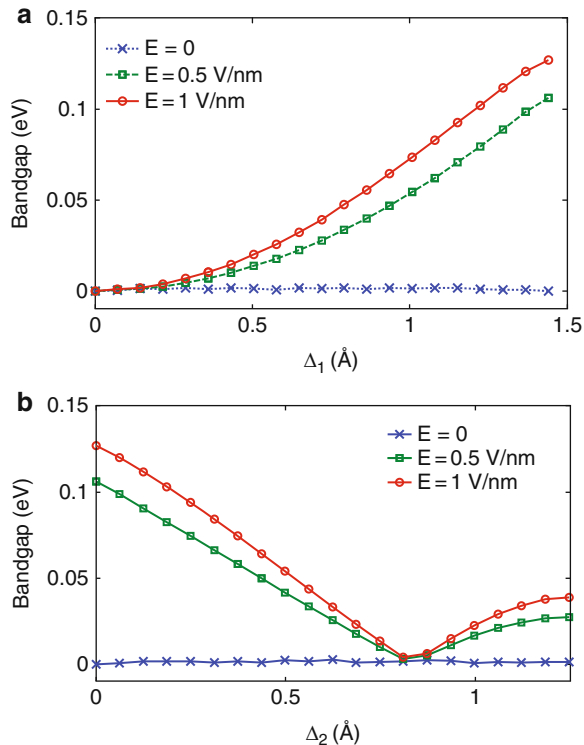 a
0.15
0.1
0.05
0
Bandgap (eV)
E = 0
E = 0.5 V/nm
E = 1 V/nm
0
0.5
1
1.5
Δ1 (Å)
b
0.15
0.1
0.05
0
Bandgap (eV)
E = 0
E = 0.5 V/nm
E = 1 V/nm
0
0.5
1
Δ2 (Å)